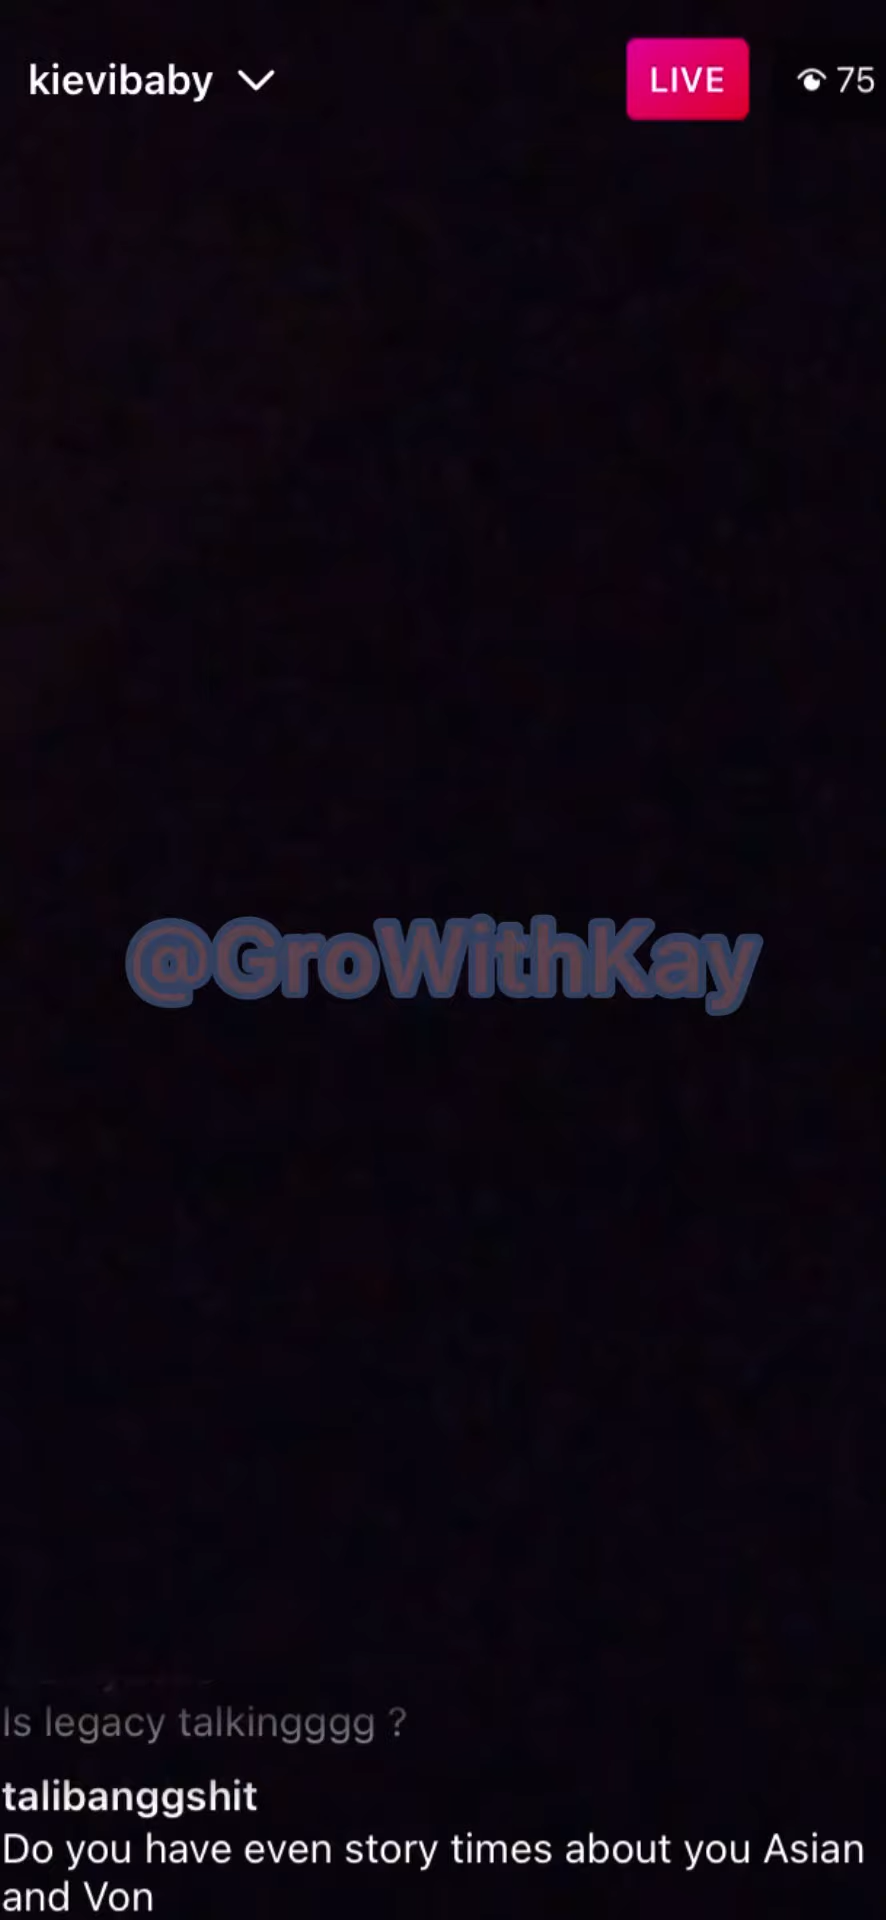 kievibaby
LIVE
75
@GroWithKay
Is legacy talkingggg ?
talibanggshit
Do you have even story times about you Asian
and Von